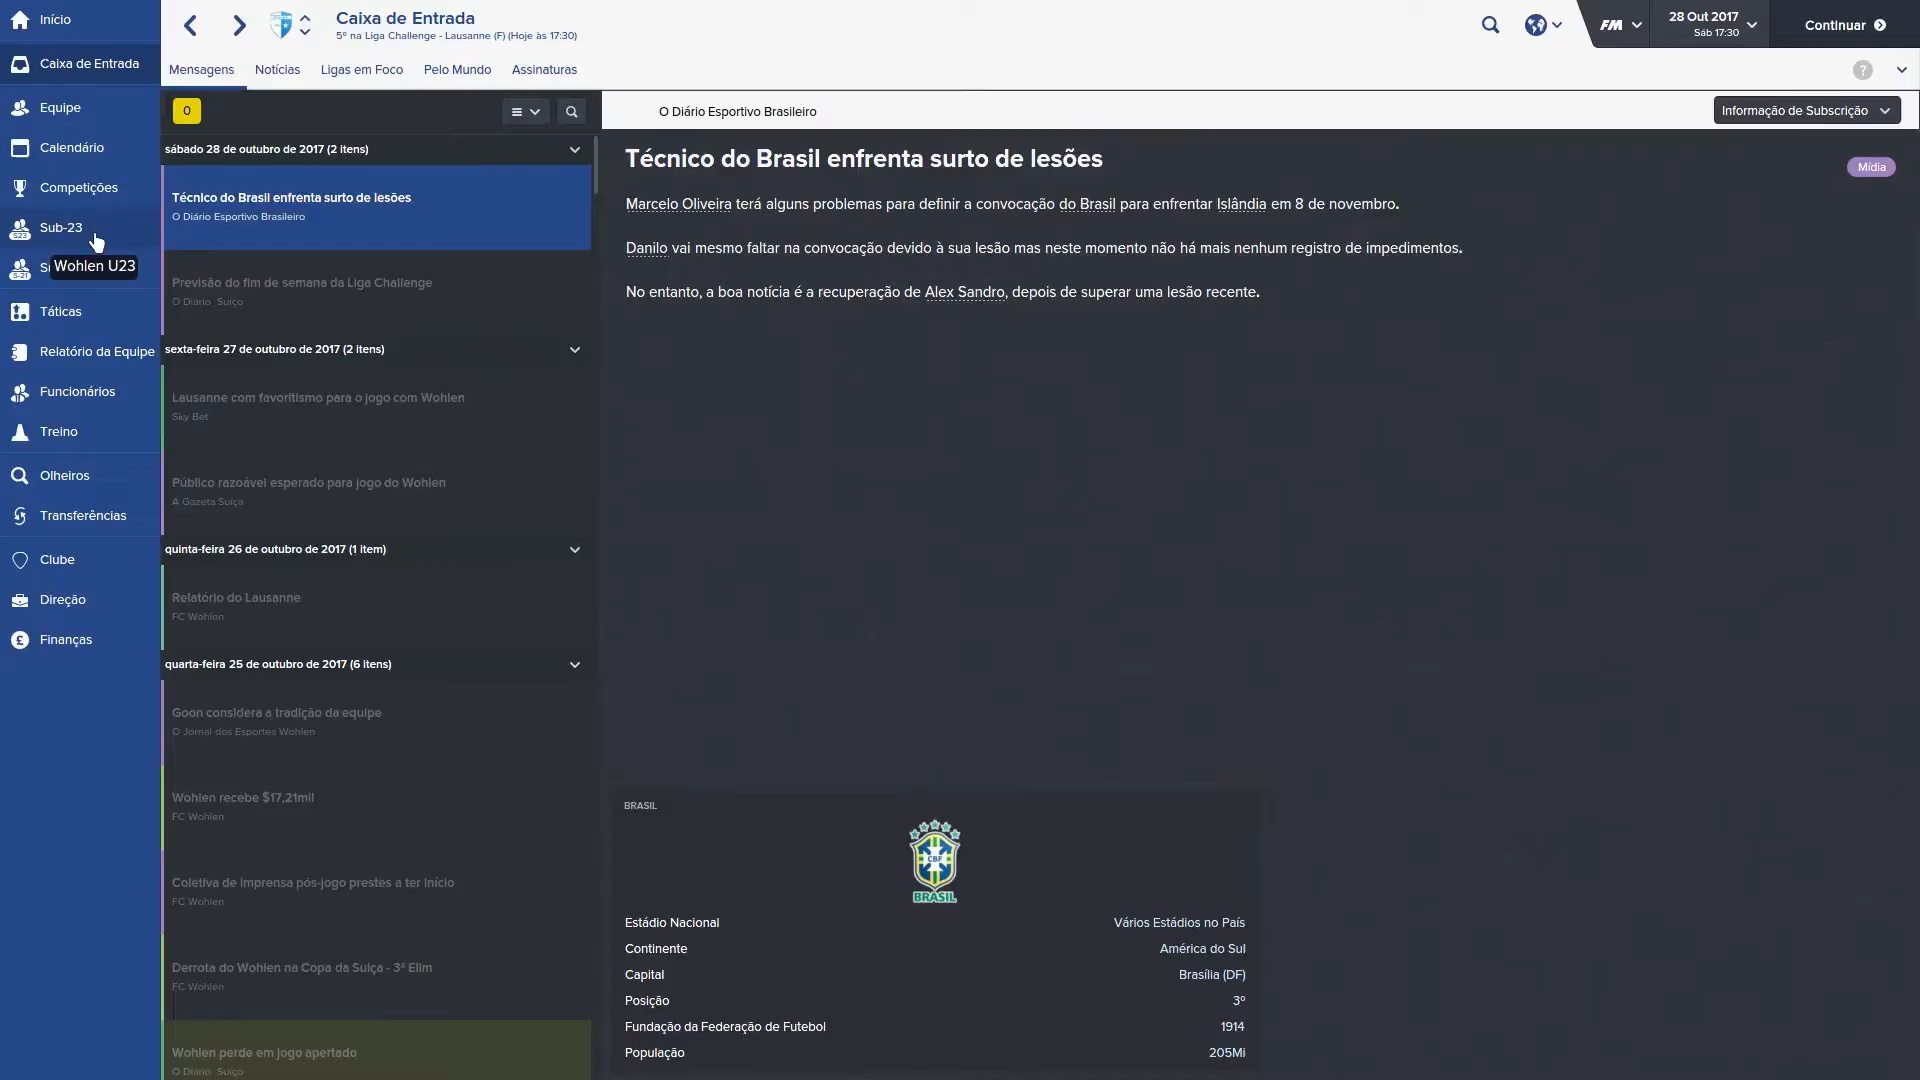 Início
Caixa de Entrada
5º na Liga Challenge - Lausanne (F) (Hoje às 17:30)
FM
28 Out 2017
Sáb 17:30
Continuar
Caixa de Entrada
Mensagens
Notícias
Ligas em Foco
Pelo Mundo
Assinaturas
?
Equipe
Calendário
Competições
Sub-23
S23
Wohlen U23
S-21
Táticas
Relatório da Equipe
Funcionários
Treino
Olheiros
Transferências
Clube
Direção
£ Finanças
0
sábado 28 de outubro de 2017 (2 itens)
Técnico do Brasil enfrenta surto de lesões
O Diário Esportivo Brasileiro
Previsão do fim de semana da Liga Challenge
O Diário Suíço
sexta-feira 27 de outubro de 2017 (2 itens)
Lausanne com favoritismo para o jogo com Wohlen
Sky Bet
Público razoável esperado para jogo do Wohlen
A Gazeta Suíça
quinta-feira 26 de outubro de 2017 (1 item)
Relatório do Lausanne
FC Wohlen
quarta-feira 25 de outubro de 2017 (6 itens)
Goon considera a tradição da equipe
O Jornal dos Esportes Wohlen
Wohlen recebe $17,21mil
FC Wohlen
Coletiva de imprensa pós-jogo prestes a ter início
FC Wohlen
Derrota do Wohlen na Copa da Suíça - 3ª Elim
FC Wohlen
Wohlen perde em jogo apertado
O Diário Suíço
O Diário Esportivo Brasileiro
Informação de Subscrição
Técnico do Brasil enfrenta surto de lesões
Mídia
Marcelo Oliveira terá alguns problemas para definir a convocação do Brasil para enfrentar Islândia em 8 de novembro.
Danilo vai mesmo faltar na convocação devido à sua lesão mas neste momento não há mais nenhum registro de impedimentos.
No entanto, a boa notícia é a recuperação de Alex Sandro, depois de superar uma lesão recente.
BRASIL
CBF
BRASIL
Estádio Nacional Vários Estádios no País
Continente América do Sul
Capital Brasília (DF)
Posição 3º
Fundação da Federação de Futebol 1914
População 205Mi